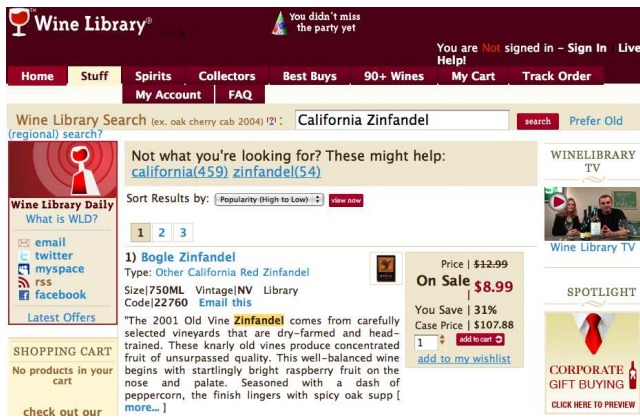 Wine Library®
You didn't miss
the party yet
You are Not signed in - Sign In Live
Help!
Home Stuff Spirits Collectors Best Buys 90+ Wines My Cart Track Order
My Account FAQ
Wine Library Search (ex. oak cherry cab 2004) [?]: California Zinfandel search Prefer Old
(regional) search?
Wine Library Daily
What is WLD?
email
twitter
myspace
rss
facebook
Latest Offers
SHOPPING CART
No products in your
cart
check out our
Not what you're looking for? These might help:
california(459) zinfandel(54)
Sort Results by: Popularity (High to Low) view now
1 2 3
1) Bogle Zinfandel
Type: Other California Red Zinfandel
Size|750ML Vintage|NV Library
Code|22760 Email this
"The 2001 Old Vine Zinfandel comes from carefully
selected vineyards that are dry-farmed and head-
trained. These knarly old vines produce concentrated
fruit of unsurpassed quality. This well-balanced wine
begins with startlingly bright raspberry fruit on the
nose and palate. Seasoned with a dash of
peppercorn, the finish lingers with spicy oak supp [
more... ]
Price | $12.99
On Sale | $8.99
You Save | 31%
Case Price | $107.88
1 add to cart
add to my wishlist
WINELIBRARY
TV
Wine Library TV
SPOTLIGHT
CORPORATE
GIFT BUYING
CLICK HERE TO PREVIEW